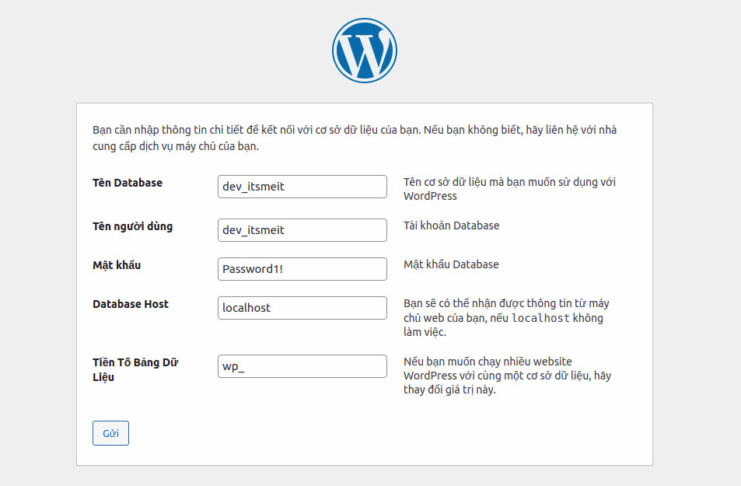 Bạn cần nhập thông tin chi tiết để kết nối với cơ sở dữ liệu của bạn. Nếu bạn không biết, hãy liên hệ với nhà
cung cấp dịch vụ máy chủ của bạn.
Tên Database
dev_itsmeit
Tên cơ sở dữ liệu mà bạn muốn sử dụng với
WordPress
Tên người dùng
dev_itsmeit
Tài khoản Database
Mật khẩu
Password1!
Mật khẩu Database
Database Host
localhost
Bạn sẽ có thể nhận được thông tin từ máy
chủ web của bạn, nếu localhost không
làm việc.
Tiền Tố Bảng Dữ
Liệu
wp_
Nếu bạn muốn chạy nhiều website
WordPress với cùng một cơ sở dữ liệu, hãy
thay đổi giá trị này.
Gửi